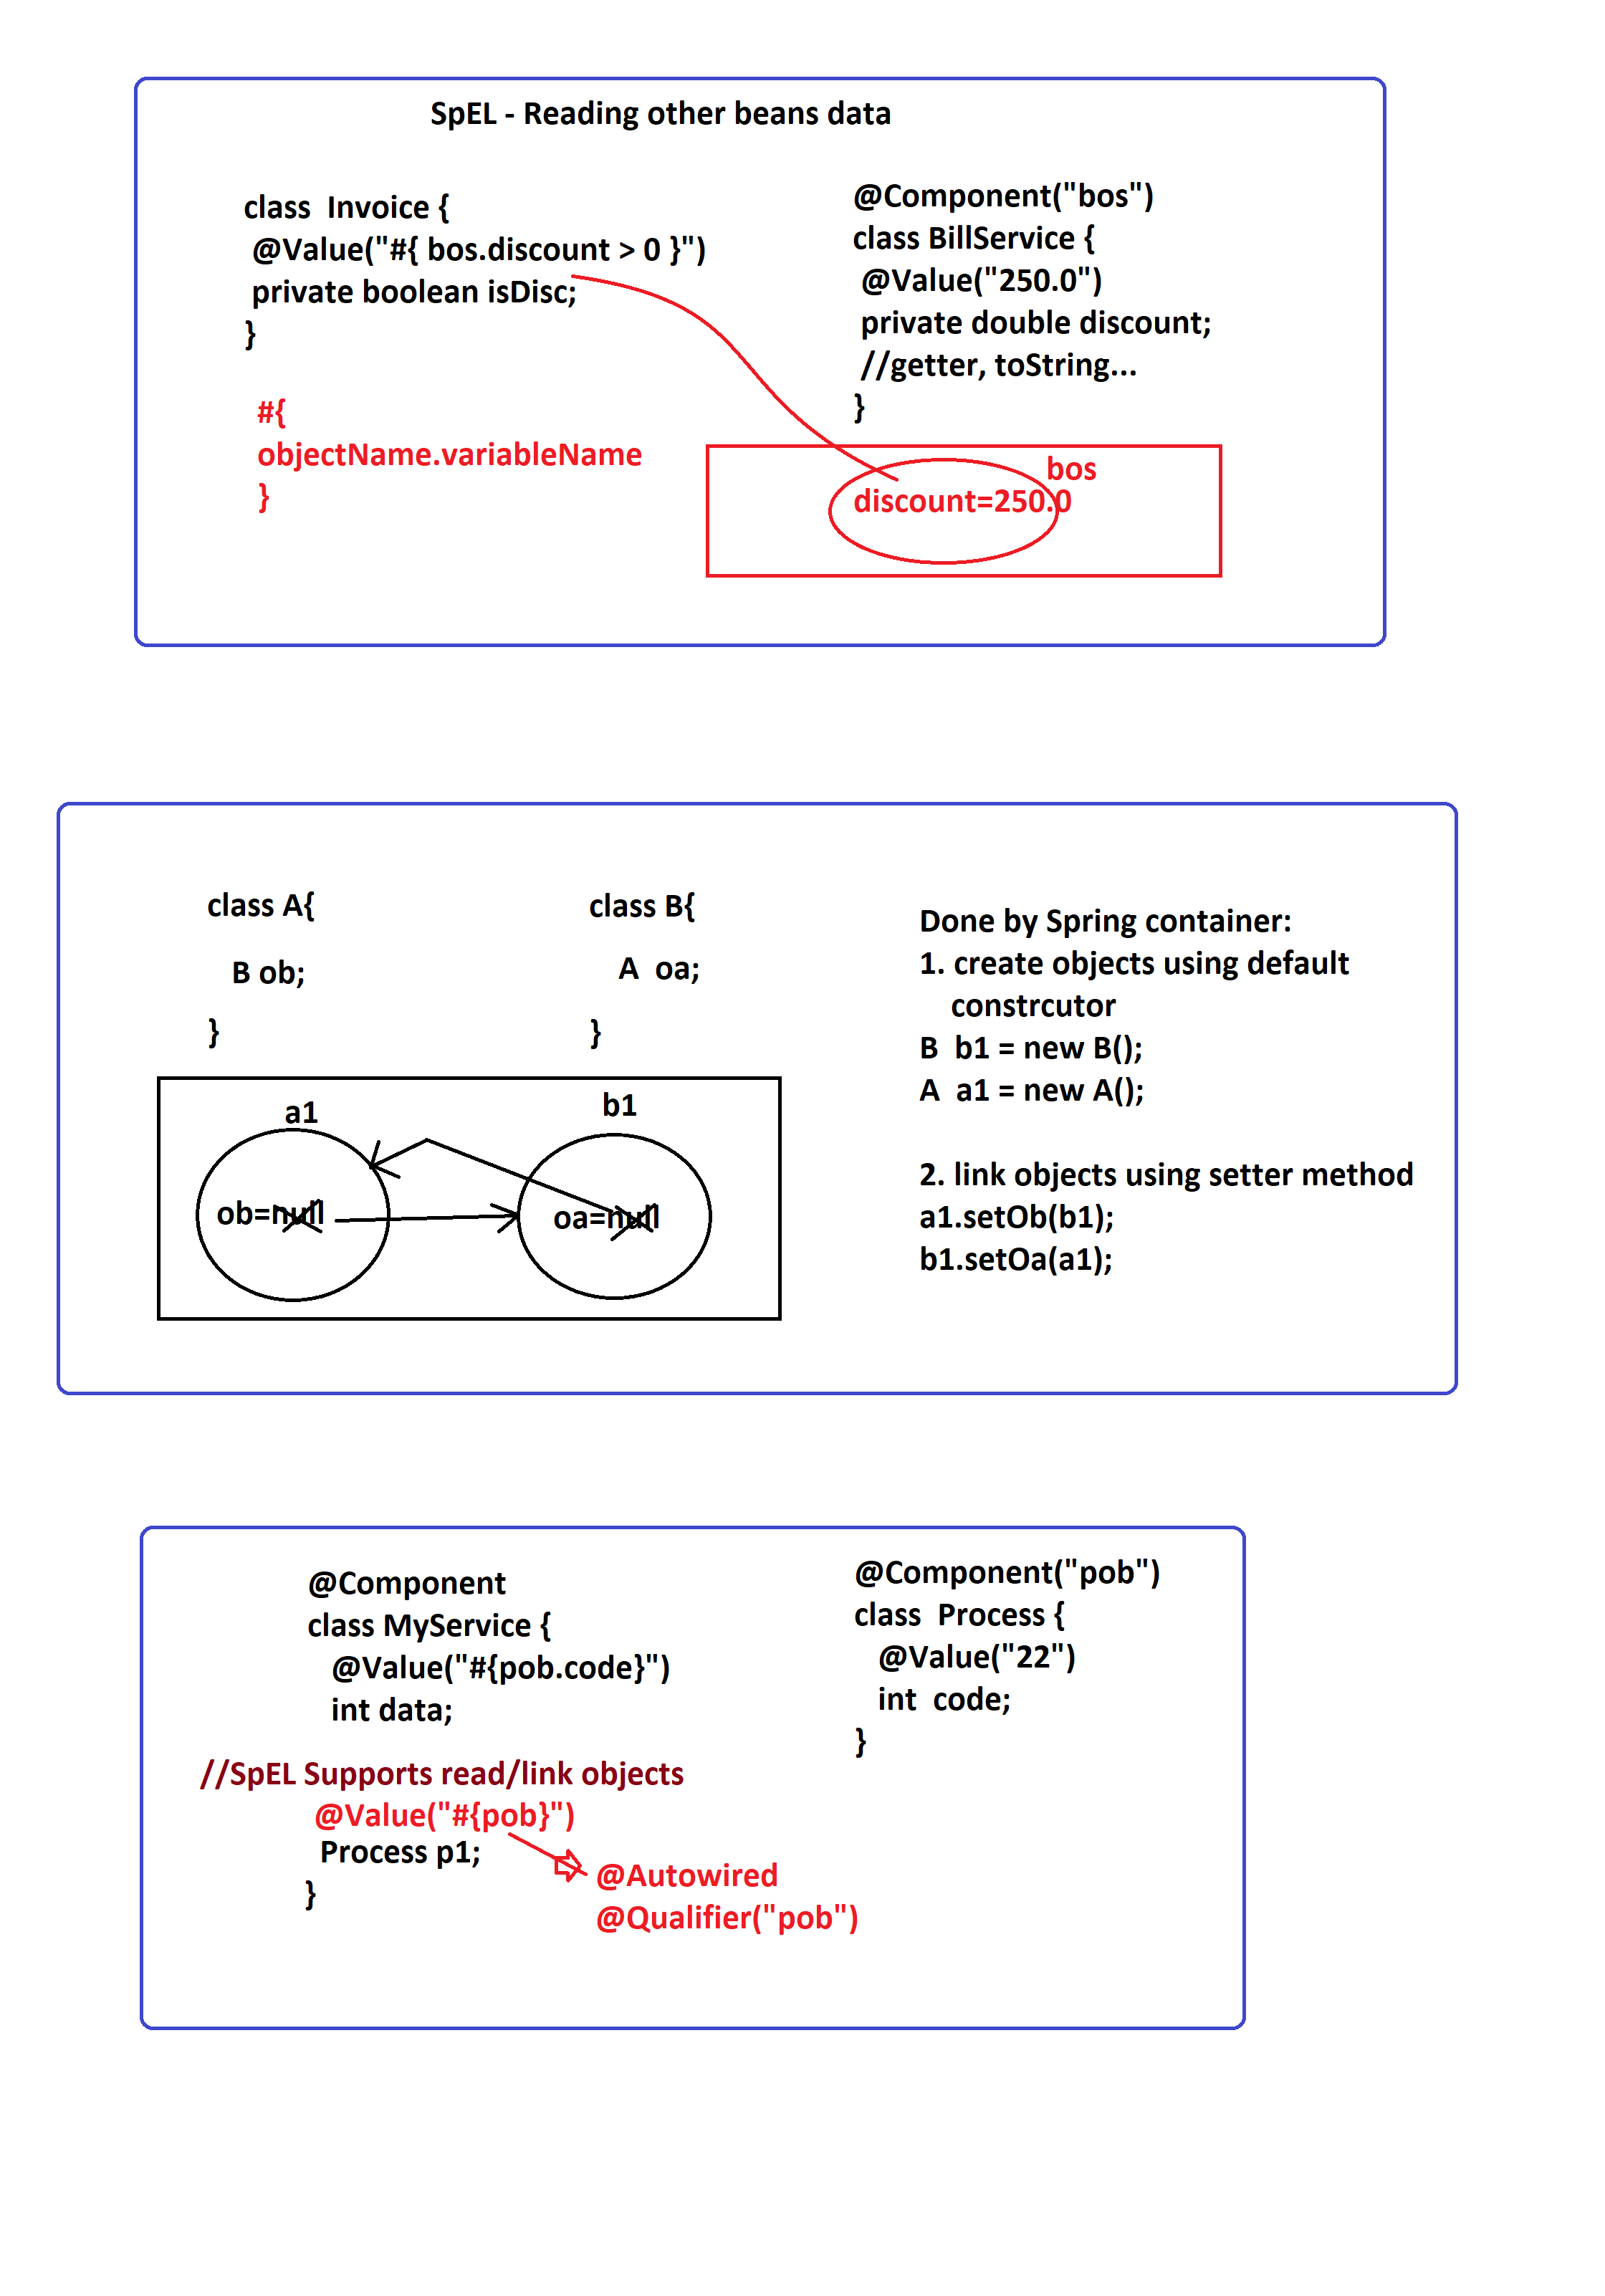 SpEL - Reading other beans data
class  Invoice {
@Value("#{ bos.discount > 0 }")
private boolean isDisc;
}
#{
objectName.variableName
}
@Component("bos")
class BillService {
@Value("250.0")
private double discount;
//getter, toString...
}
bos
discount=250.0
class A{
B ob;
}
class B{
A  oa;
}
a1
ob=null
b1
oa=null
Done by Spring container:
1. create objects using default
constrcutor
B  b1 = new B();
A  a1 = new A();
2. link objects using setter method
a1.setOb(b1);
b1.setOa(a1);
@Component
class MyService {
@Value("#{pob.code}")
int data;
//SpEL Supports read/link objects
@Value("#{pob}")
Process p1;
}
@Autowired
@Qualifier("pob")
@Component("pob")
class  Process {
@Value("22")
int  code;
}